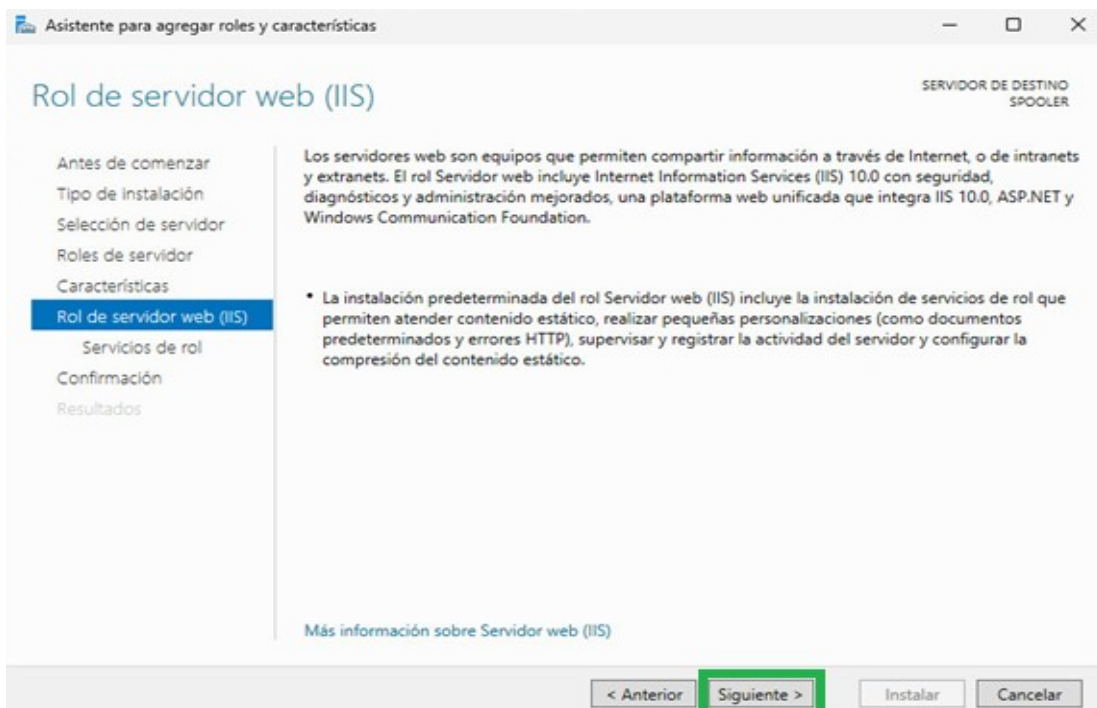 Asistente para agregar roles y características
Rol de servidor web (IIS)
SERVIDOR DE DESTINO
SPOOLER
Antes de comenzar
Tipo de instalación
Selección de servidor
Roles de servidor
Características
Rol de servidor web (IIS)
Servicios de rol
Confirmación
Resultados
Los servidores web son equipos que permiten compartir información a través de Internet, o de intranets
y extranets. El rol Servidor web incluye Internet Information Services (IIS) 10.0 con seguridad,
diagnósticos y administración mejorados, una plataforma web unificada que integra IIS 10.0, ASP.NET y
Windows Communication Foundation.
• La instalación predeterminada del rol Servidor web (IIS) incluye la instalación de servicios de rol que
permiten atender contenido estático, realizar pequeñas personalizaciones (como documentos
predeterminados y errores HTTP), supervisar y registrar la actividad del servidor y configurar la
compresión del contenido estático.
Más información sobre Servidor web (IIS)
< Anterior
Siguiente >
Instalar
Cancelar